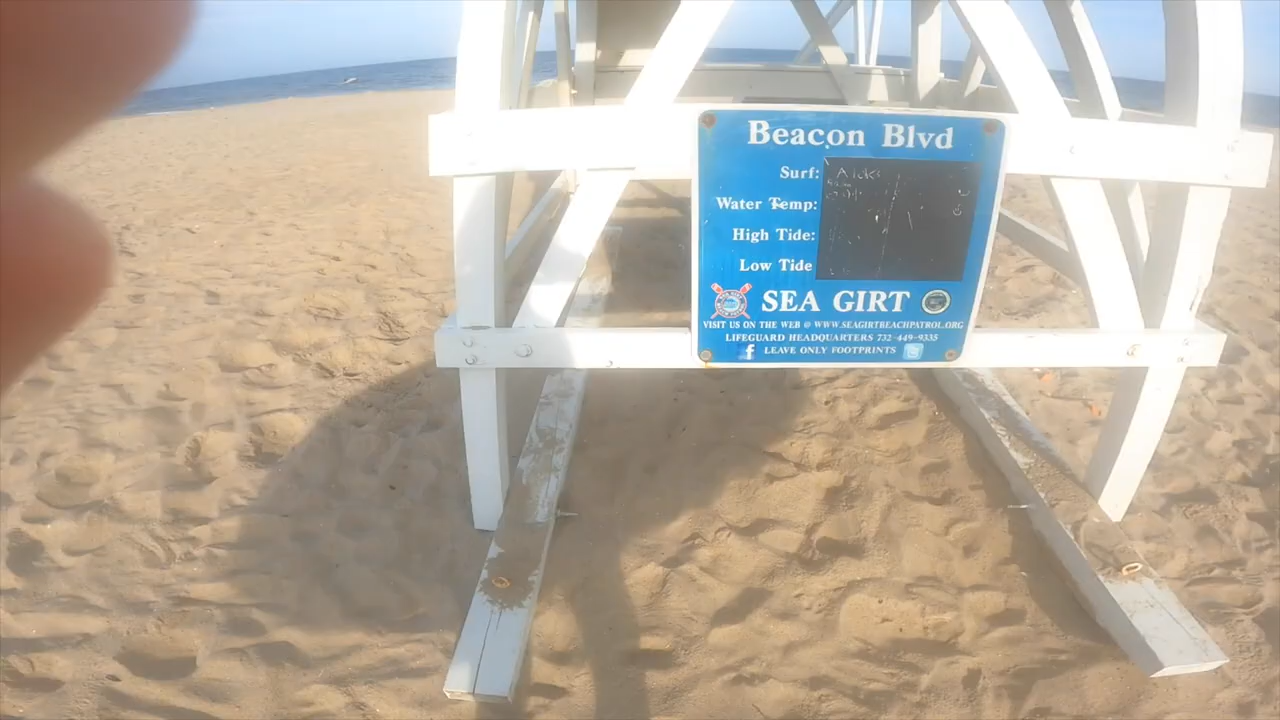 Beacon Blvd
Surf:
Water Temp:
High Tide:
Low Tide
SEA GIRT
VISIT US ON THE WEB @ WWW.SEAGIRTBEACHPATROL.ORG
LIFEGUARD HEADQUARTERS 732-449-9335
f LEAVE ONLY FOOTPRINTS